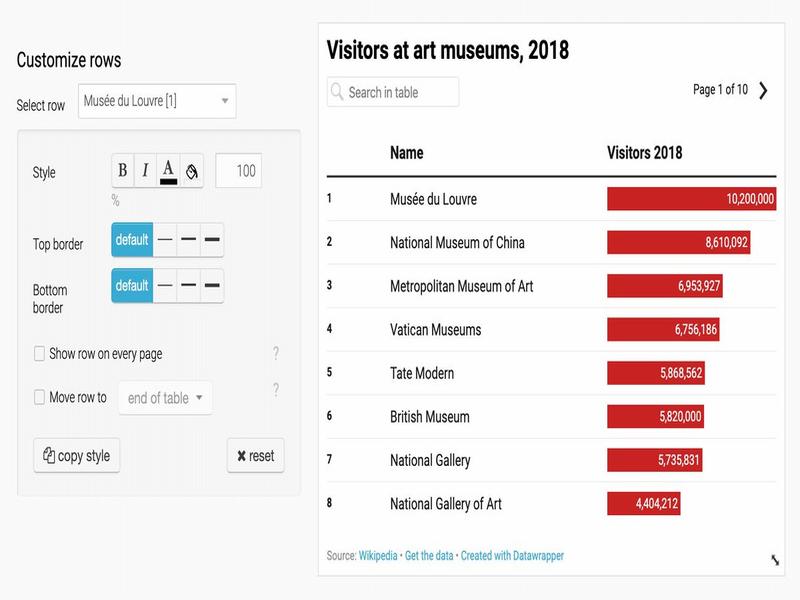 Customize rows
Select row Musée du Louvre [1]
Style B I A 100
%
Top border default
Bottom
border default
Show row on every page ?
Move row to end of table ?
copy style reset
Visitors at art museums, 2018
Search in table Page 1 of 10
Name Visitors 2018
1 Musée du Louvre 10,200,000
2 National Museum of China 8,610,092
3 Metropolitan Museum of Art 6,953,927
4 Vatican Museums 6,756,186
5 Tate Modern 5,868,562
6 British Museum 5,820,000
7 National Gallery 5,735,831
8 National Gallery of Art 4,404,212
Source: Wikipedia • Get the data • Created with Datawrapper